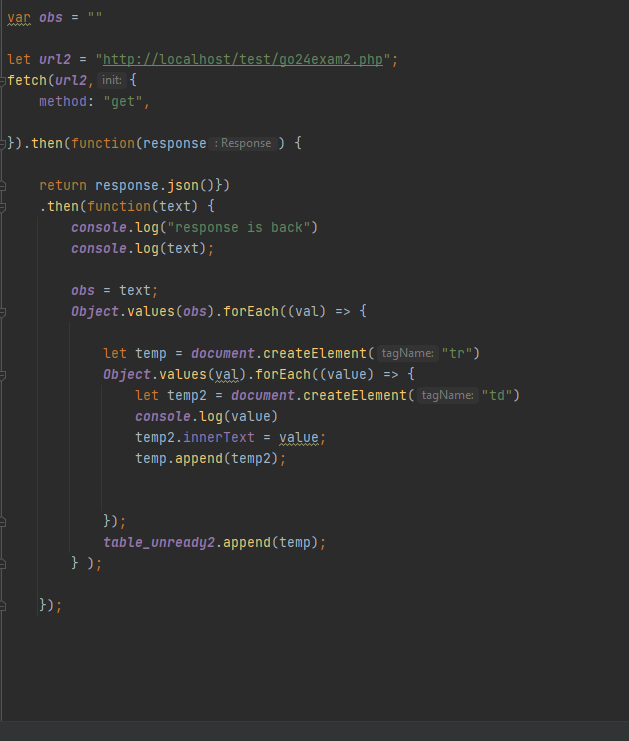 var obs = ""
let url2 = "http://localhost/test/go24exam2.php";
fetch(url2, init: {
method: "get",
}).then(function(response : Response ) {
return response.json()})
.then(function(text) {
console.log("response is back")
console.log(text);
obs = text;
Object.values(obs).forEach((val) => {
let temp = document.createElement( tagName: "tr")
Object.values(val).forEach((value) => {
let temp2 = document.createElement( tagName: "td")
console.log(value)
temp2.innerText = value;
temp.append(temp2);
});
table_unready2.append(temp);
} );
});